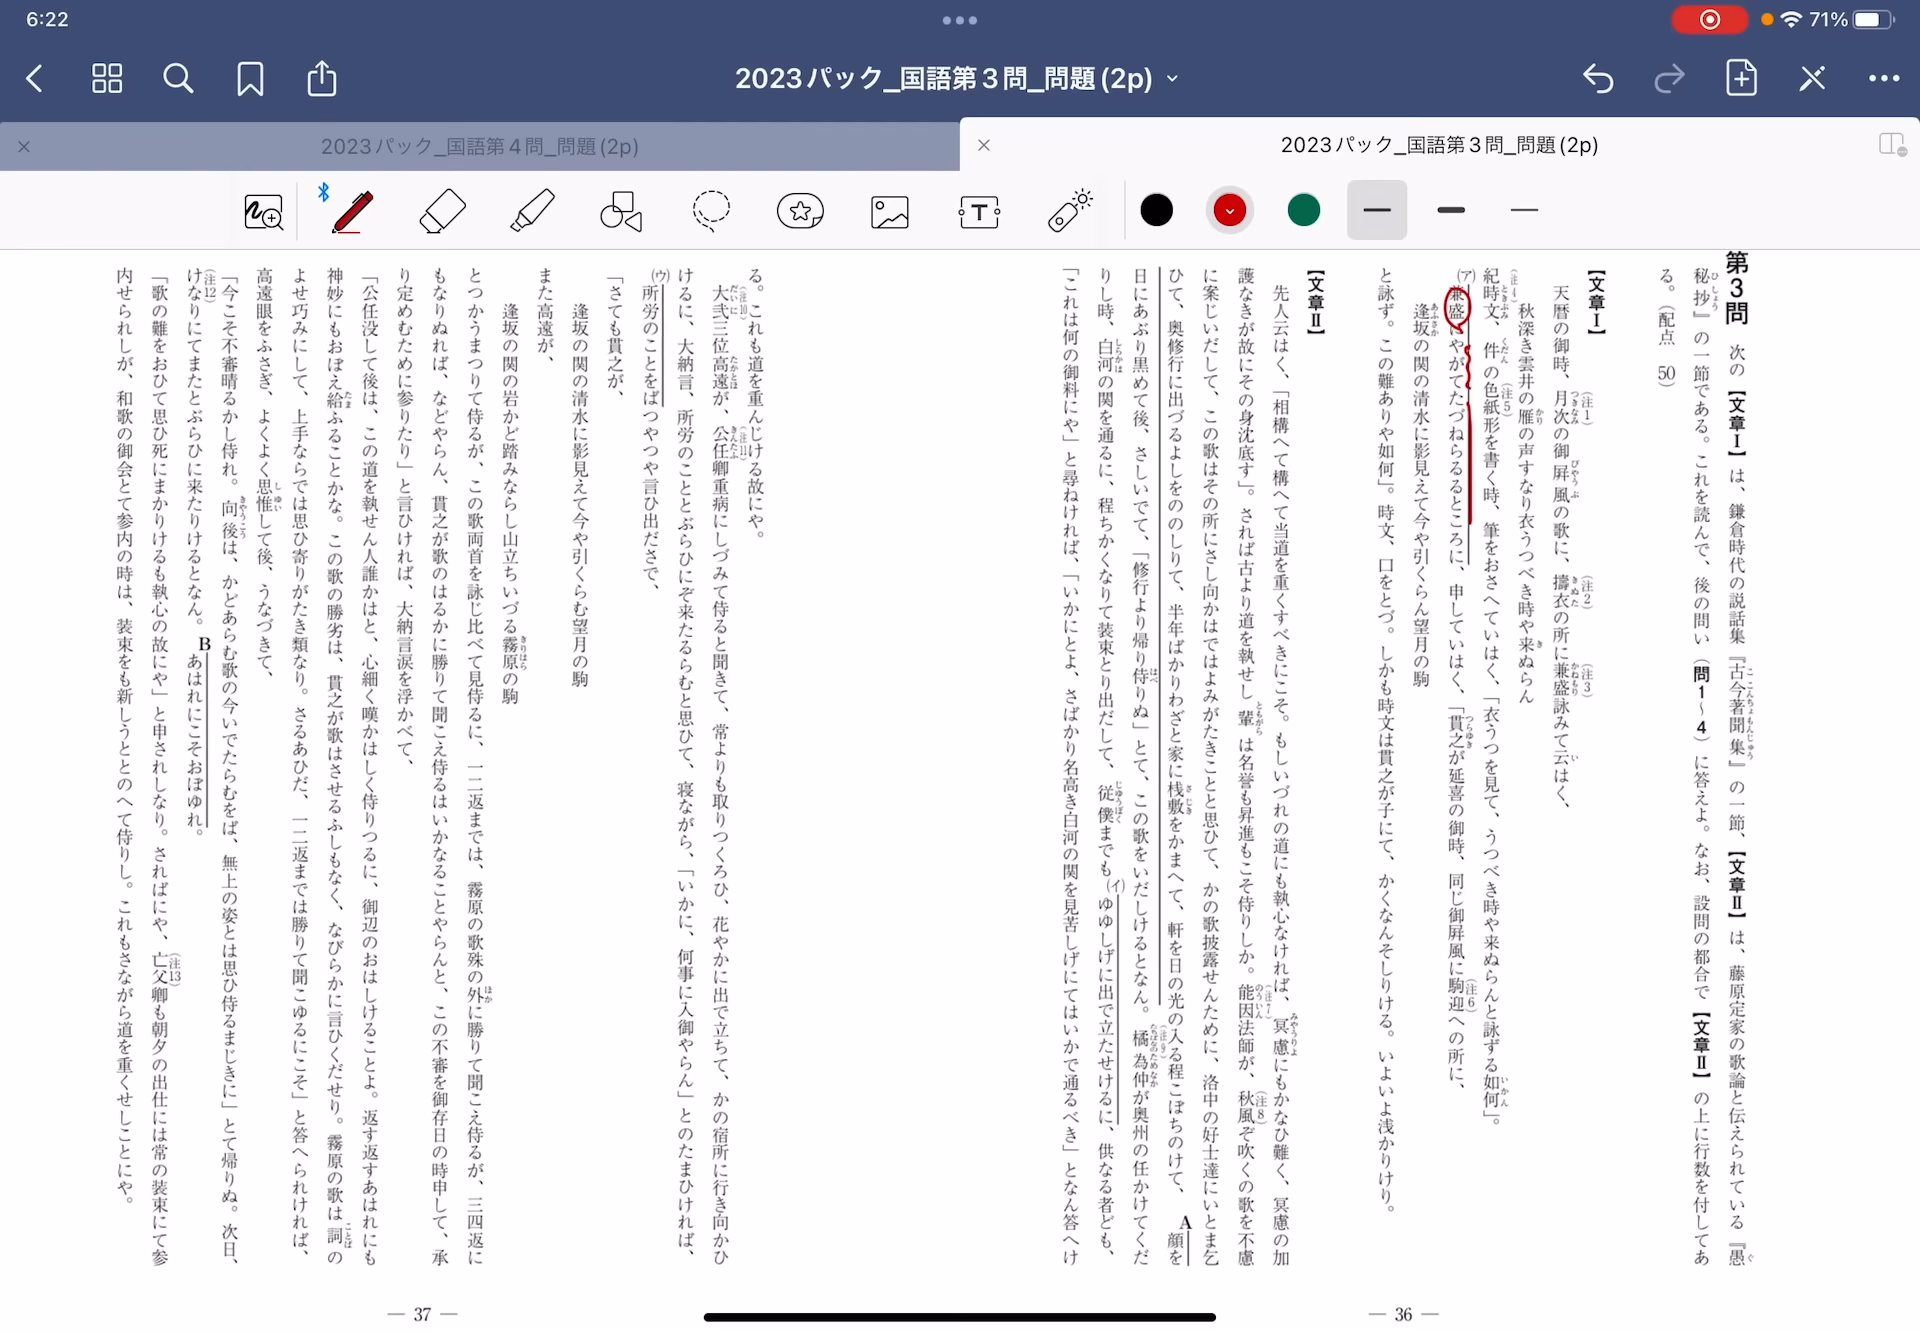 6:22
71%
2023パック_国語第3問_問題(2p)
2023パック_国語第4問_問題(2p)
2023パック_国語第3問_問題(2p)
T
第3問 次の【文章Ⅰ】は、鎌倉時代の説話集『古今著聞集』の一節、【文章Ⅱ】は、藤原定家の歌論と伝えられている『愚
秘抄』の一節である。これを読んで、後の問い(問1～4)に答えよ。なお、設問の都合で【文章Ⅱ】の上に行数を付してあ
る。(配点 50)
【文章Ⅰ】
天暦の御時、月次の御屛風の歌に、擣衣の所に兼盛詠みて云はく、
秋深き雲井の雁の声すなり衣うつべき時や来ぬらん
紀時文、件の色紙形を書く時、筆をおさへていはく、「衣うつを見て、うつべき時や来ぬらんと詠ずる如何」。
(ア)兼盛にやがてたづねらるるところに、申していはく、「貫之が延喜の御時、同じ御屛風に駒迎への所に、
逢坂の関の清水に影見えて今や引くらん望月の駒
と詠ず。この難ありや如何」。時文、口をとづ。しかも時文は貫之が子にて、かくなんそしりける。いよいよ浅かりけり。
【文章Ⅱ】
先人云はく、「相構へて構へて当道を重くすべきにこそ。もしいづれの道にも執心なければ、冥慮にもかなひ難く、冥慮の加
護なきが故にその身沈底す」。されば古より道を執せし輩は名誉も昇進もこそ侍りしか。能因法師が、秋風ぞ吹くの歌を不慮
に案じいだして、この歌はその所にさし向かはではよみがたきことと思ひて、かの歌披露せんために、洛中の好士達にいとま乞
ひて、奥修行に出づるよしをののしりて、半年ばかりわざと家に桟敷をかまへて、軒を日の光の入る程こぼちのけて、A顔を
日にあぶり黒めて後、さしいでて、「修行より帰り侍りぬ」とて、この歌をいだしけるとなん。橘為仲が奥州の任かけてくだ
りし時、白河の関を通るに、程ちかくなりて装束とり出だして、従僕までも(イ)ゆゆしげに出で立たせけるに、供なる者ども、
「これは何の御料にや」と尋ねければ、「いかにとよ、さばかり名高き白河の関を見苦しげにてはいかで通るべき」となん答へけ
― 36 ―
る。これも道を重んじける故にや。
大弐三位高遠が、公任卿重病にしづみて侍ると聞きて、常よりも取りつくろひ、花やかに出で立ちて、かの宿所に行き向かひ
けるに、大納言、所労のこととぶらひにぞ来たるらむと思ひて、寝ながら、「いかに、何事に入御やらん」とのたまひければ、
(ウ)所労のことをばつやつや言ひ出ださで、
「さても貫之が、
逢坂の関の清水に影見えて今や引くらむ望月の駒
また高遠が、
逢坂の関の岩かど踏みならし山立ちいづる霧原の駒
とつかうまつりて侍るが、この歌両首を詠じ比べて見侍るに、一二返までは、霧原の歌殊の外に勝りて聞こえ侍るが、三四返に
もなりぬれば、などやらん、貫之が歌のはるかに勝りて聞こえ侍るはいかなることやらんと、この不審を御存日の時申して、承
り定めむために参りたり」と言ひければ、大納言涙を浮かべて、
「公任没して後は、この道を執せん人誰かはと、心細く嘆かはしく侍りつるに、御辺のおはしけることよ。返す返すあはれにも
神妙にもおぼえ給ふることかな。この歌の勝劣は、貫之が歌はさせるふしもなく、なびらかに言ひくだせり。霧原の歌は詞の
よせ巧みにして、上手ならでは思ひ寄りがたき類なり。さるあひだ、一二返までは勝りて聞こゆるにこそ」と答へられければ、
高遠眼をふさぎ、よくよく思惟して後、うなづきて、
「今こそ不審晴るかし侍れ。向後は、かどあらむ歌の今いでたらむをば、無上の姿とは思ひ侍るまじきに」とて帰りぬ。次日、
けなりにてまたとぶらひに来たりけるとなん。Bあはれにこそおぼゆれ。
「歌の難をおひて思ひ死にまかりけるも執心の故にや」と申されしなり。さればにや、亡父卿も朝夕の出仕には常の装束にて参
内せられしが、和歌の御会とて参内の時は、装束をも新しうととのへて侍りし。これもさながら道を重くせしことにや。
― 37 ―